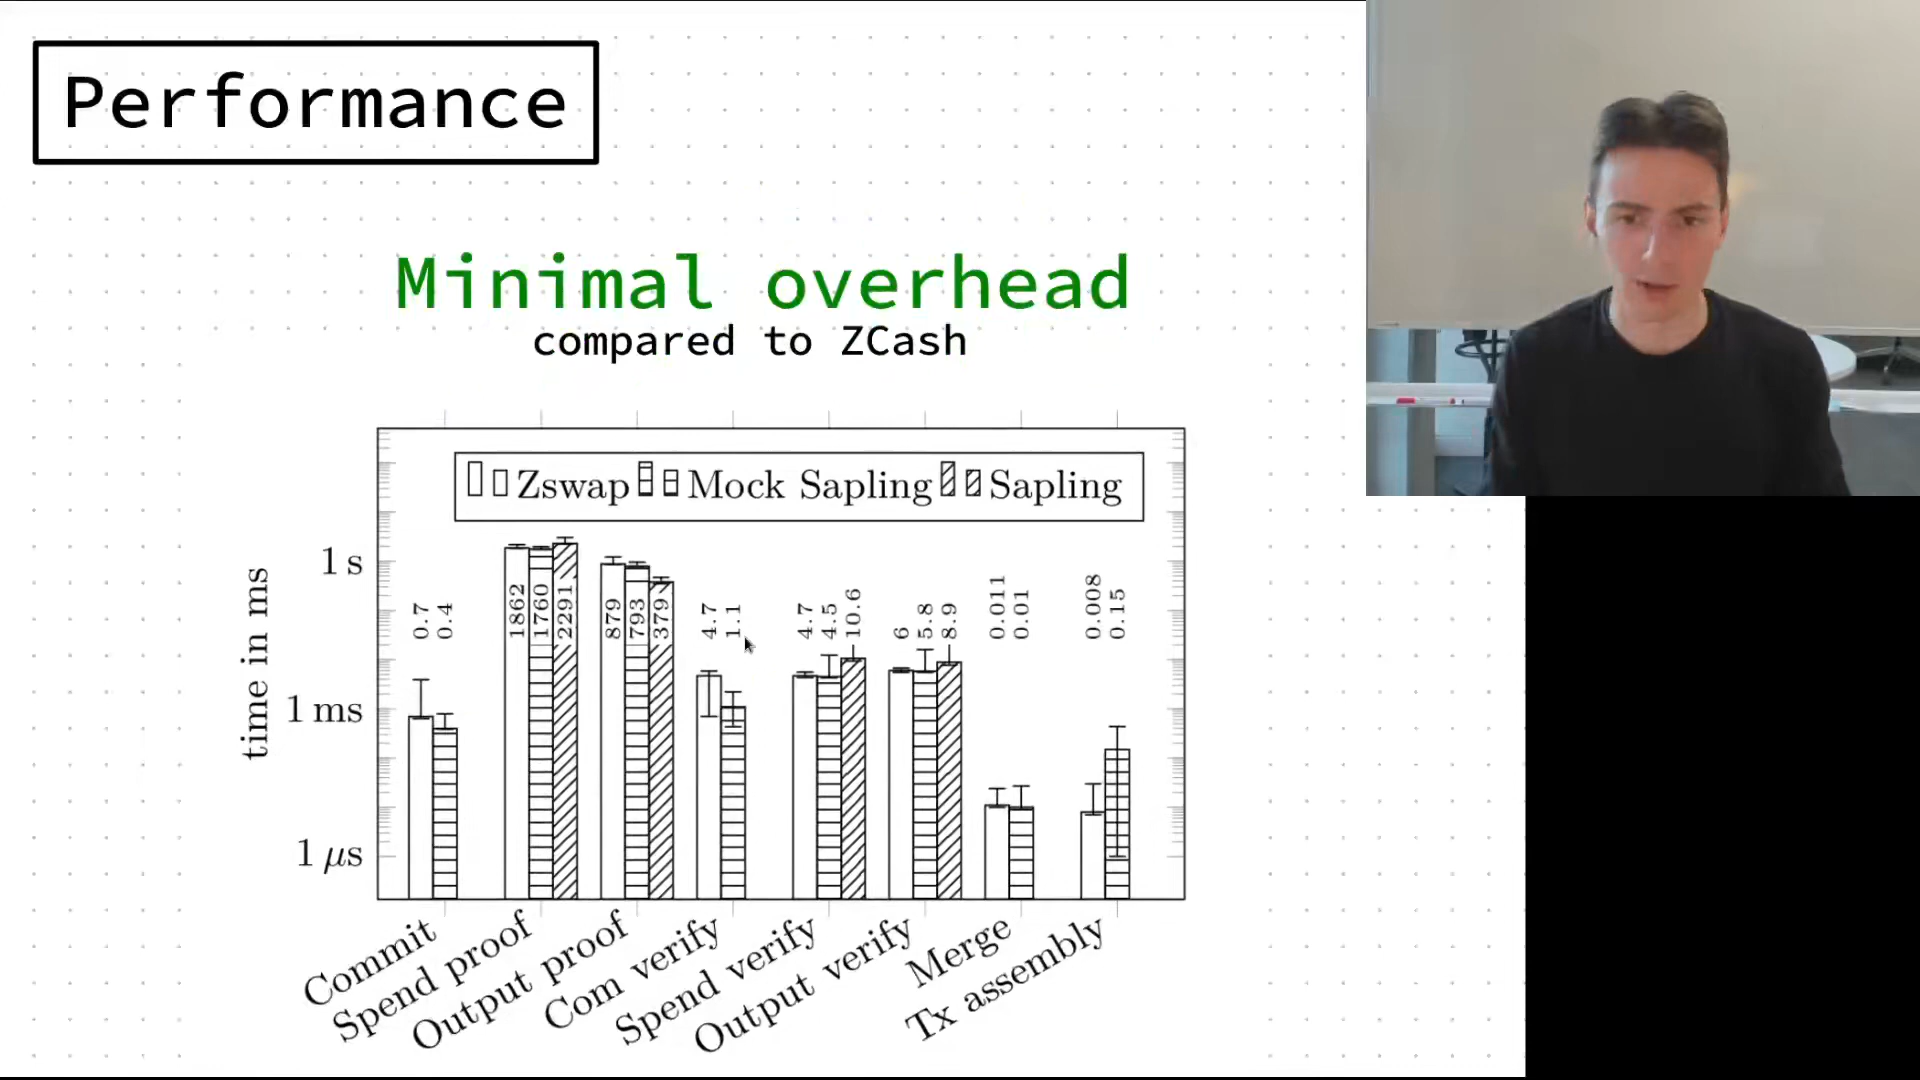 Performance
Minimal overhead
compared to ZCash
Zswap Mock Sapling Sapling
time in ms
1 s
1 ms
1 μs
0.7
0.4
1862
1760
2291
879
793
379
4.7
1.1
4.7
4.5
10.6
6
5.8
8.9
0.011
0.01
0.008
0.15
Commit
Spend proof
Output proof
Com verify
Spend verify
Output verify
Merge
Tx assembly